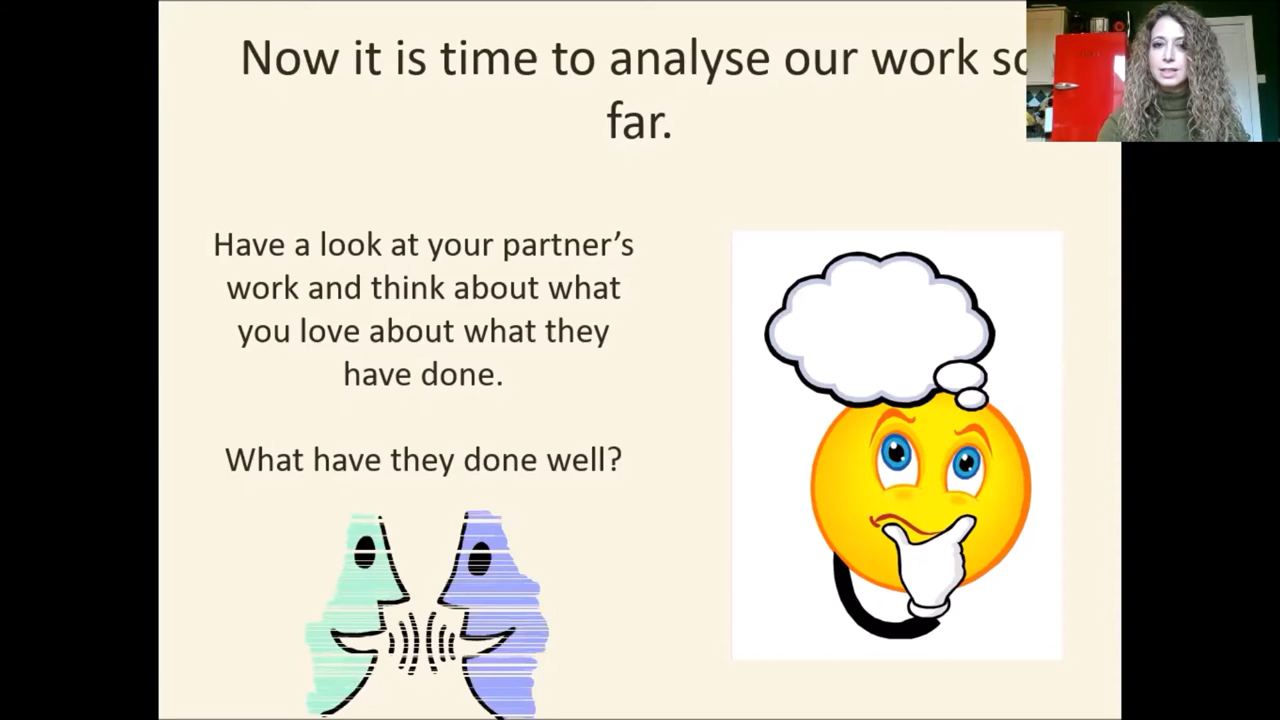 Now it is time to analyse our work so
far.
Have a look at your partner's
work and think about what
you love about what they
have done.
What have they done well?